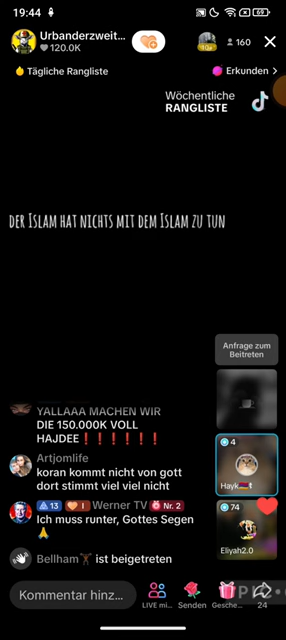 19:44
69
Urbanderzweit...
120.0K
160
Tägliche Rangliste
Erkunden >
Wöchentliche
RANGLISTE
der Islam hat nichts mit dem Islam zu tun
Anfrage zum
Beitreten
YALLAAA MACHEN WIR
DIE 150.000K VOLL
HAJDEE❗❗❗❗❗❗
Artjomlife
koran kommt nicht von gott
dort stimmt viel viel nicht
4
Hayk🇦🇲
13 1 Werner TV Nr. 2
Ich muss runter, Gottes Segen
🙏
74
Eliyah2.0
Bellham ist beigetreten
Kommentar hinz...
LIVE mi...
Senden
Gesche...
24